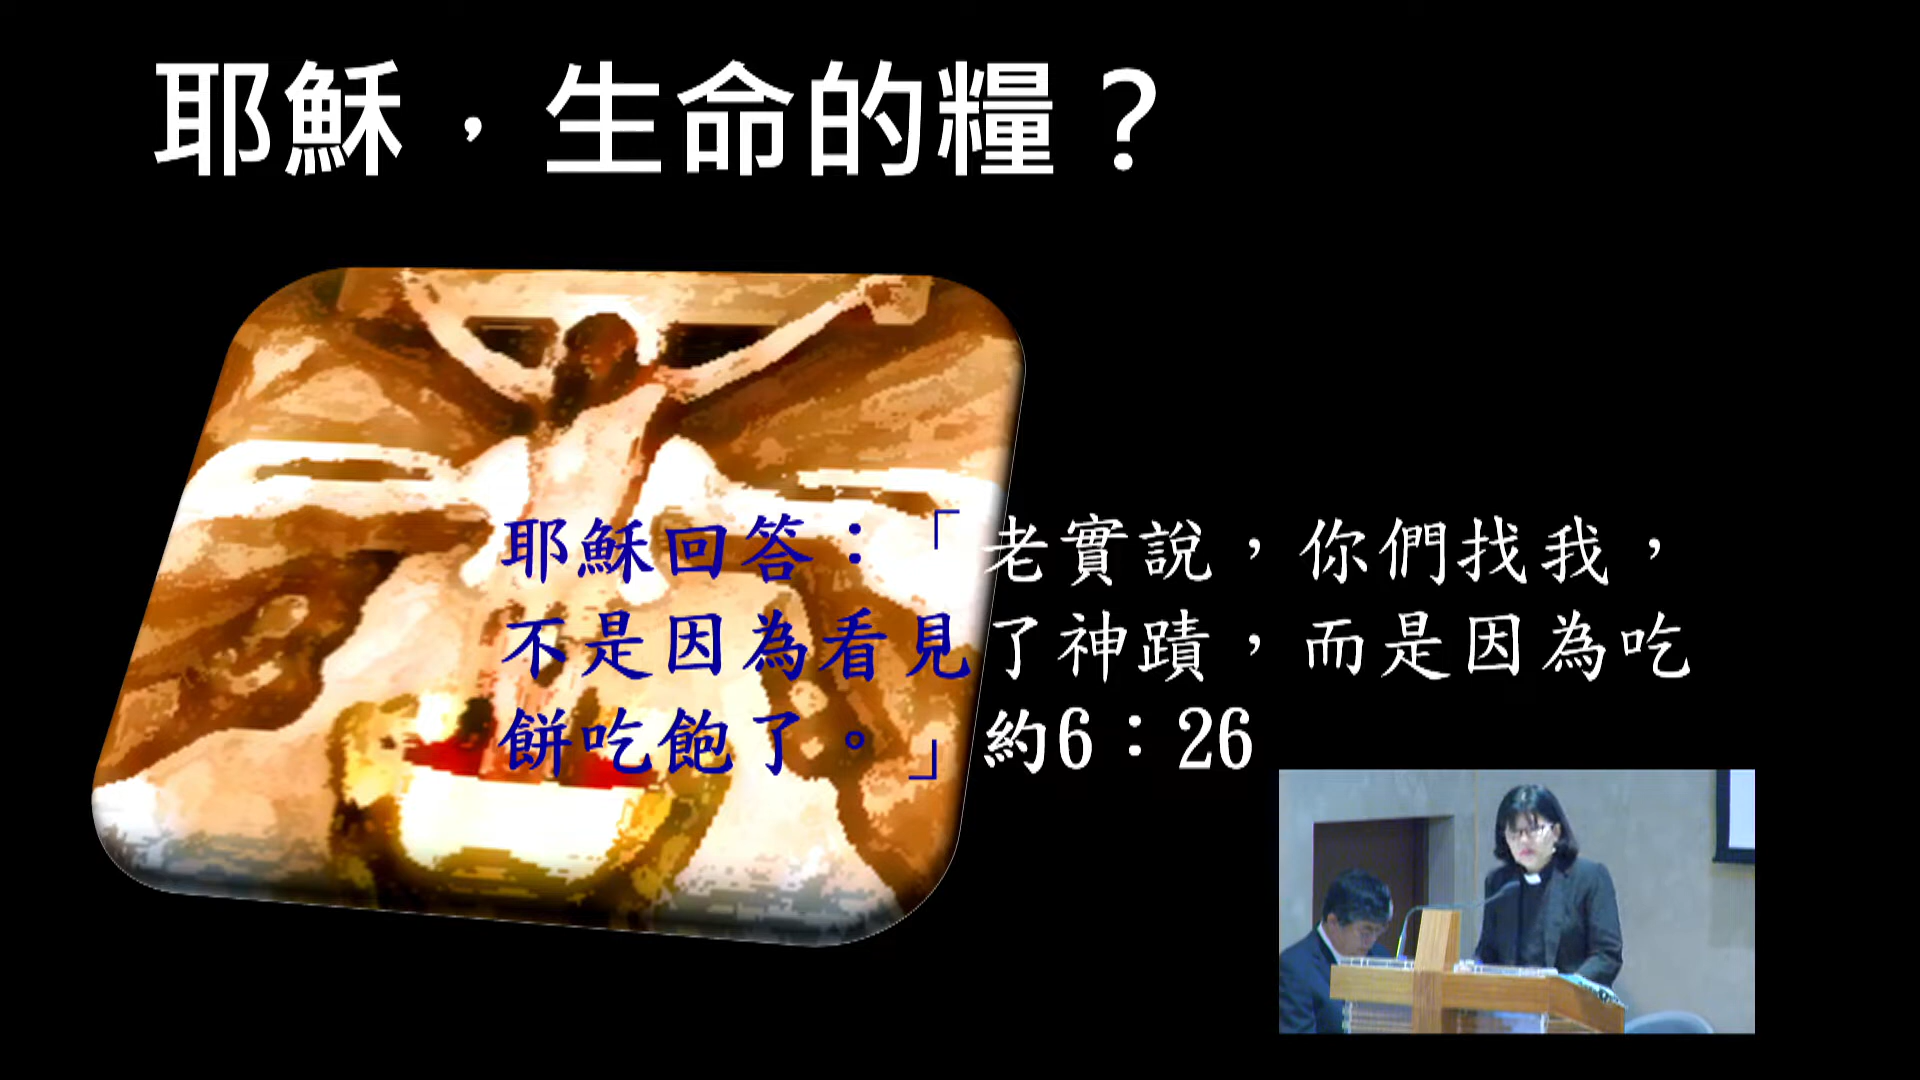 耶穌，生命的糧？
耶穌回答：「老實說，你們找我，
不是因為看見了神蹟，而是因為吃
餅吃飽了。」約6：26